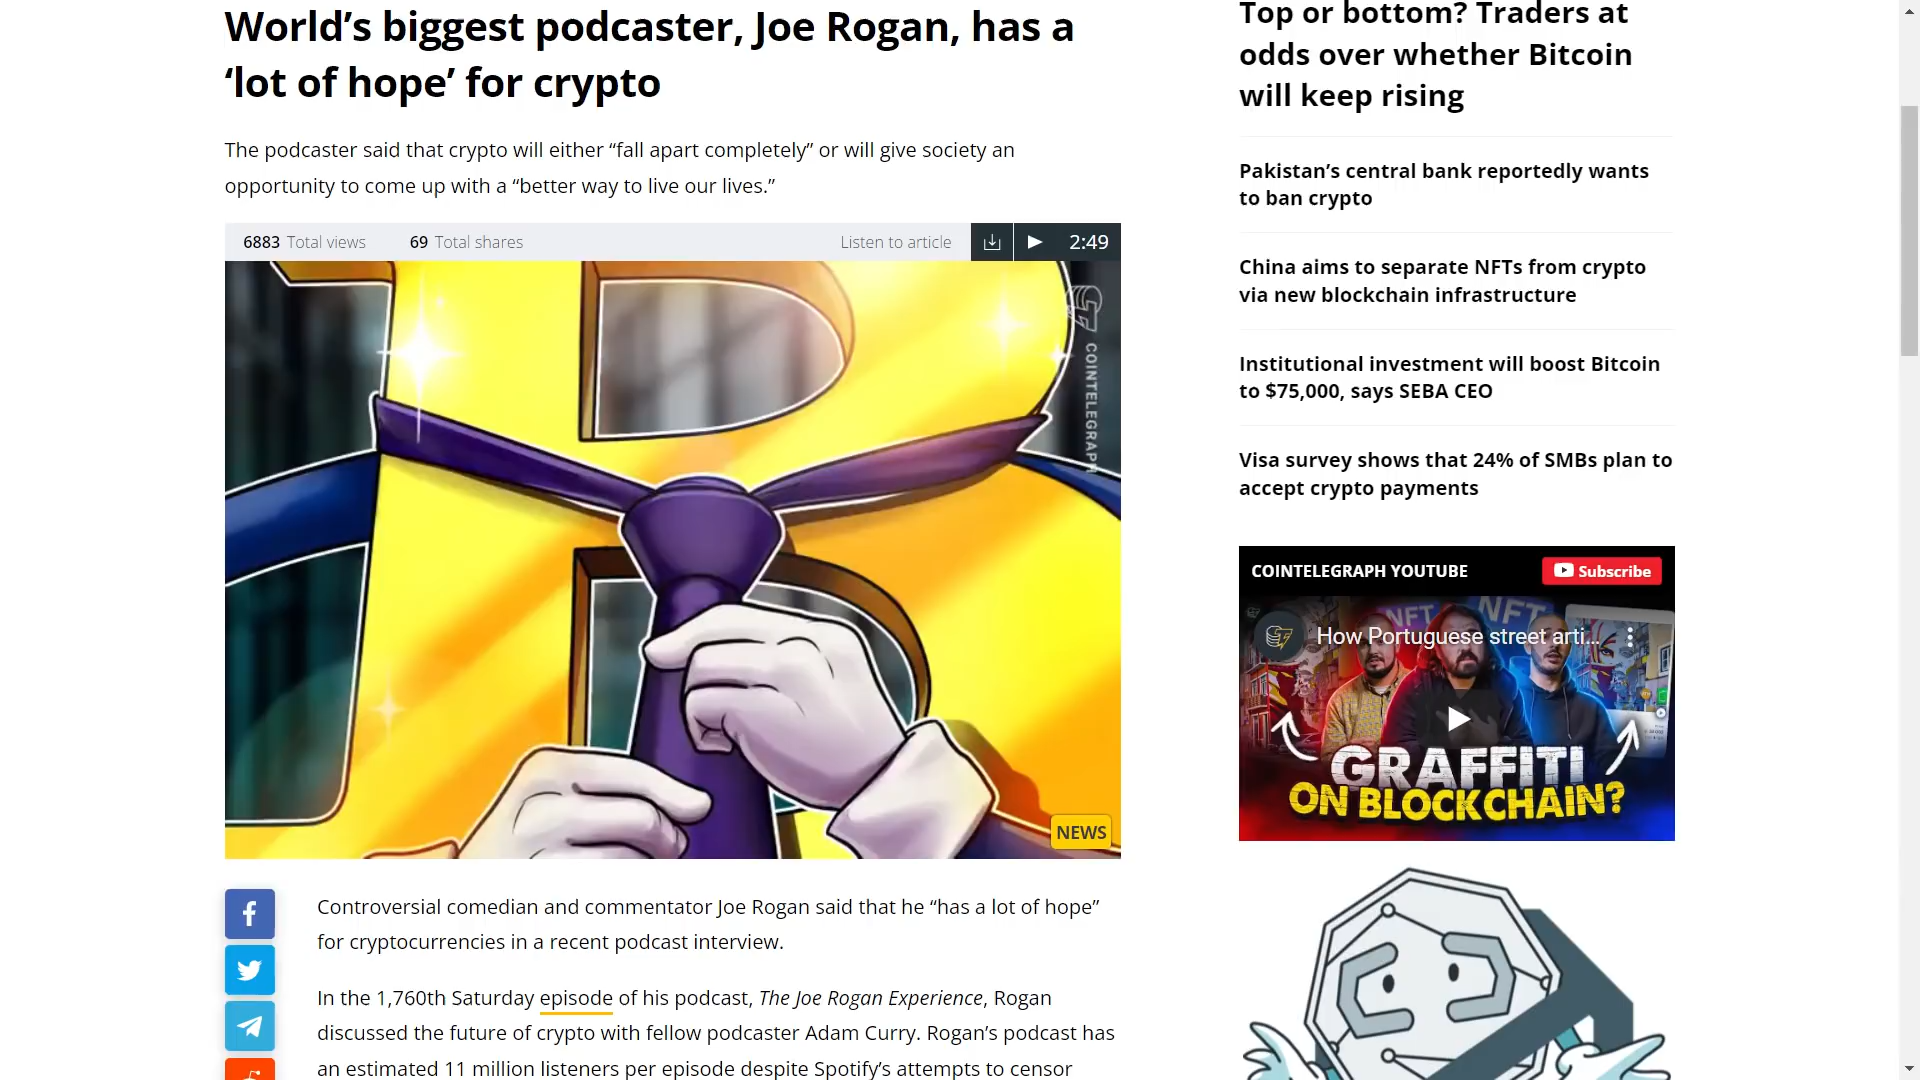 World’s biggest podcaster, Joe Rogan, has a
‘lot of hope’ for crypto
The podcaster said that crypto will either “fall apart completely” or will give society an
opportunity to come up with a “better way to live our lives.”
6883 Total views 69 Total shares Listen to article 2:49
COINTELEGRAPH
NEWS
Controversial comedian and commentator Joe Rogan said that he “has a lot of hope”
for cryptocurrencies in a recent podcast interview.
In the 1,760th Saturday episode of his podcast, The Joe Rogan Experience, Rogan
discussed the future of crypto with fellow podcaster Adam Curry. Rogan’s podcast has
an estimated 11 million listeners per episode despite Spotify’s attempts to censor
Top or bottom? Traders at
odds over whether Bitcoin
will keep rising
Pakistan’s central bank reportedly wants
to ban crypto
China aims to separate NFTs from crypto
via new blockchain infrastructure
Institutional investment will boost Bitcoin
to $75,000, says SEBA CEO
Visa survey shows that 24% of SMBs plan to
accept crypto payments
COINTELEGRAPH YOUTUBE Subscribe
NFT NFT
How Portuguese street arti...
GRAFFITI
ON BLOCKCHAIN?